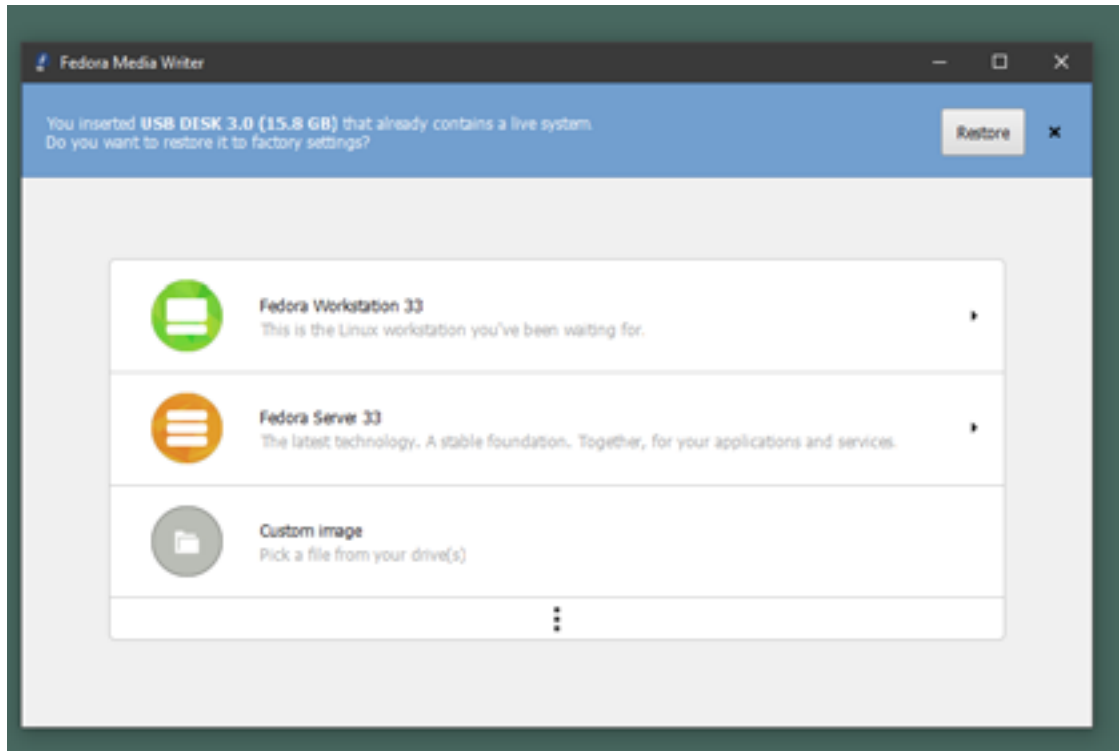 Fedora Media Writer
You inserted USB DISK 3.0 (15.8 GB) that already contains a live system.
Do you want to restore it to factory settings?
Restore
Fedora Workstation 33
This is the Linux workstation you've been waiting for.
Fedora Server 33
The latest technology. A stable foundation. Together, for your applications and services.
Custom image
Pick a file from your drive(s)